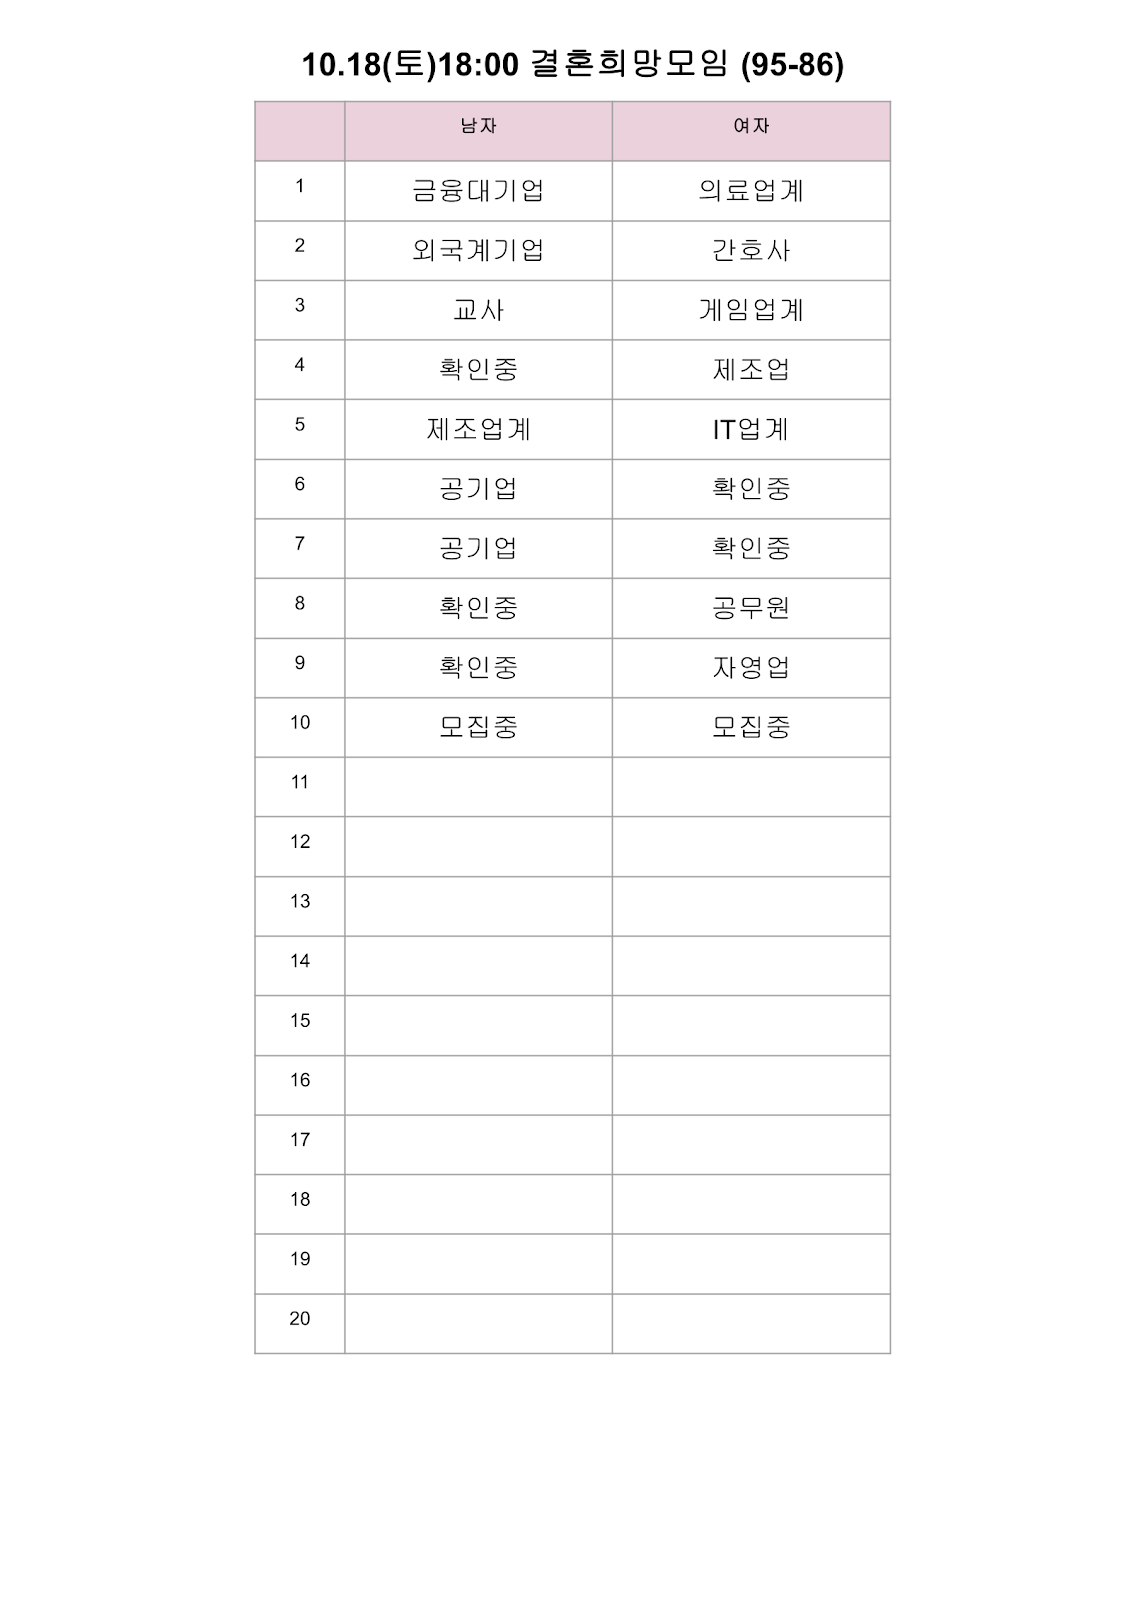 10.18(토)18:00 결혼희망모임 (95-86)
남자 여자
1 금융대기업 의료업계
2 외국계기업 간호사
3 교사 게임업계
4 확인중 제조업
5 제조업계 IT업계
6 공기업 확인중
7 공기업 확인중
8 확인중 공무원
9 확인중 자영업
10 모집중 모집중
11
12
13
14
15
16
17
18
19
20